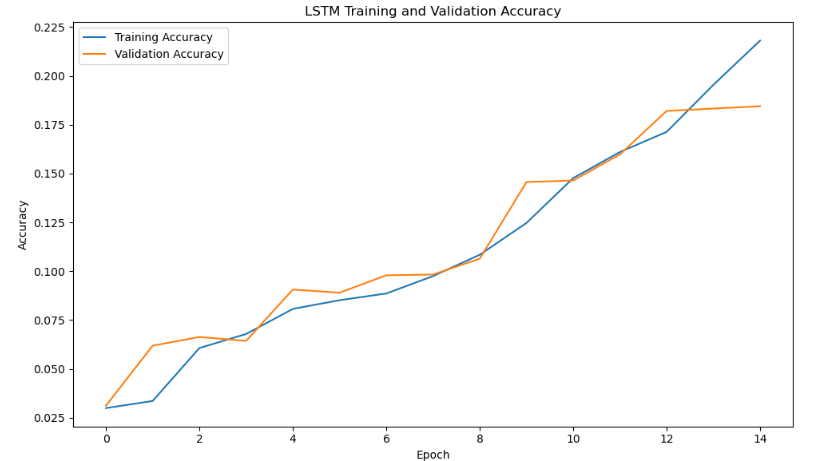 LSTM Training and Validation Accuracy
Training Accuracy
Validation Accuracy
0.225
0.200
0.175
0.150
0.125
0.100
0.075
0.050
0.025
Accuracy
0 2 4 6 8 10 12 14
Epoch